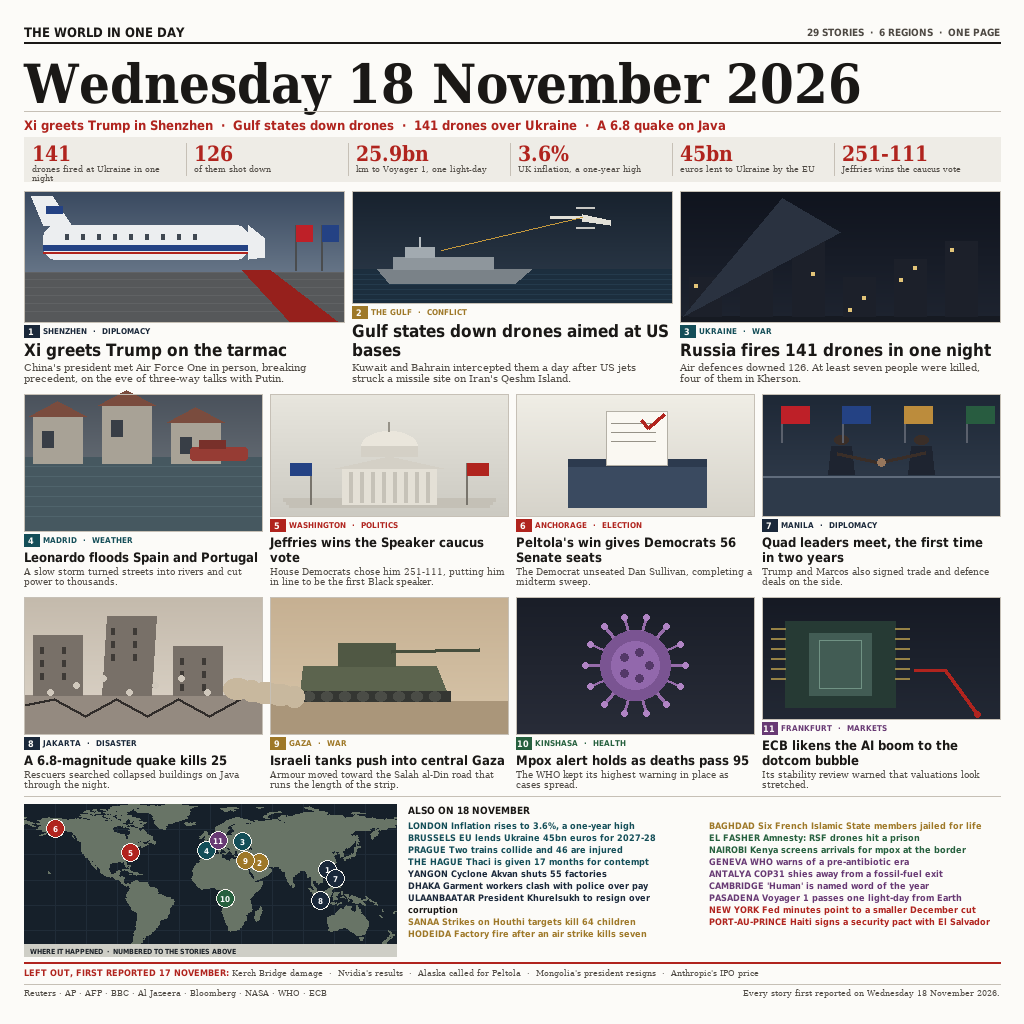 THE WORLD IN ONE DAY
29 STORIES · 6 REGIONS · ONE PAGE
Wednesday 18 November 2026
Xi greets Trump in Shenzhen · Gulf states down drones · 141 drones over Ukraine · A 6.8 quake on Java
141
drones fired at Ukraine in one
night
126
of them shot down
25.9bn
km to Voyager 1, one light-day
3.6%
UK inflation, a one-year high
45bn
euros lent to Ukraine by the EU
251-111
Jeffries wins the caucus vote
1 SHENZHEN · DIPLOMACY
Xi greets Trump on the tarmac
China's president met Air Force One in person, breaking
precedent, on the eve of three-way talks with Putin.
2 THE GULF · CONFLICT
Gulf states down drones aimed at US
bases
Kuwait and Bahrain intercepted them a day after US jets
struck a missile site on Iran's Qeshm Island.
3 UKRAINE · WAR
Russia fires 141 drones in one night
Air defences downed 126. At least seven people were killed,
four of them in Kherson.
4 MADRID · WEATHER
Leonardo floods Spain and Portugal
A slow storm turned streets into rivers and cut
power to thousands.
5 WASHINGTON · POLITICS
Jeffries wins the Speaker caucus
vote
House Democrats chose him 251-111, putting him
in line to be the first Black speaker.
6 ANCHORAGE · ELECTION
Peltola's win gives Democrats 56
Senate seats
The Democrat unseated Dan Sullivan, completing a
midterm sweep.
7 MANILA · DIPLOMACY
Quad leaders meet, the first time
in two years
Trump and Marcos also signed trade and defence
deals on the side.
8 JAKARTA · DISASTER
A 6.8-magnitude quake kills 25
Rescuers searched collapsed buildings on Java
through the night.
9 GAZA · WAR
Israeli tanks push into central Gaza
Armour moved toward the Salah al-Din road that
runs the length of the strip.
10 KINSHASA · HEALTH
Mpox alert holds as deaths pass 95
The WHO kept its highest warning in place as
cases spread.
11 FRANKFURT · MARKETS
ECB likens the AI boom to the
dotcom bubble
Its stability review warned that valuations look
stretched.
6
5
4
11
3
9
2
10
1
7
8
WHERE IT HAPPENED · NUMBERED TO THE STORIES ABOVE
ALSO ON 18 NOVEMBER
LONDON Inflation rises to 3.6%, a one-year high
BRUSSELS EU lends Ukraine 45bn euros for 2027-28
PRAGUE Two trains collide and 46 are injured
THE HAGUE Thaci is given 17 months for contempt
YANGON Cyclone Akvan shuts 55 factories
DHAKA Garment workers clash with police over pay
ULAANBAATAR President Khurelsukh to resign over
corruption
SANAA Strikes on Houthi targets kill 64 children
HODEIDA Factory fire after an air strike kills seven
BAGHDAD Six French Islamic State members jailed for life
EL FASHER Amnesty: RSF drones hit a prison
NAIROBI Kenya screens arrivals for mpox at the border
GENEVA WHO warns of a pre-antibiotic era
ANTALYA COP31 shies away from a fossil-fuel exit
CAMBRIDGE 'Human' is named word of the year
PASADENA Voyager 1 passes one light-day from Earth
NEW YORK Fed minutes point to a smaller December cut
PORT-AU-PRINCE Haiti signs a security pact with El Salvador
LEFT OUT, FIRST REPORTED 17 NOVEMBER: Kerch Bridge damage · Nvidia's results · Alaska called for Peltola · Mongolia's president resigns · Anthropic's IPO price
Reuters · AP · AFP · BBC · Al Jazeera · Bloomberg · NASA · WHO · ECB
Every story first reported on Wednesday 18 November 2026.